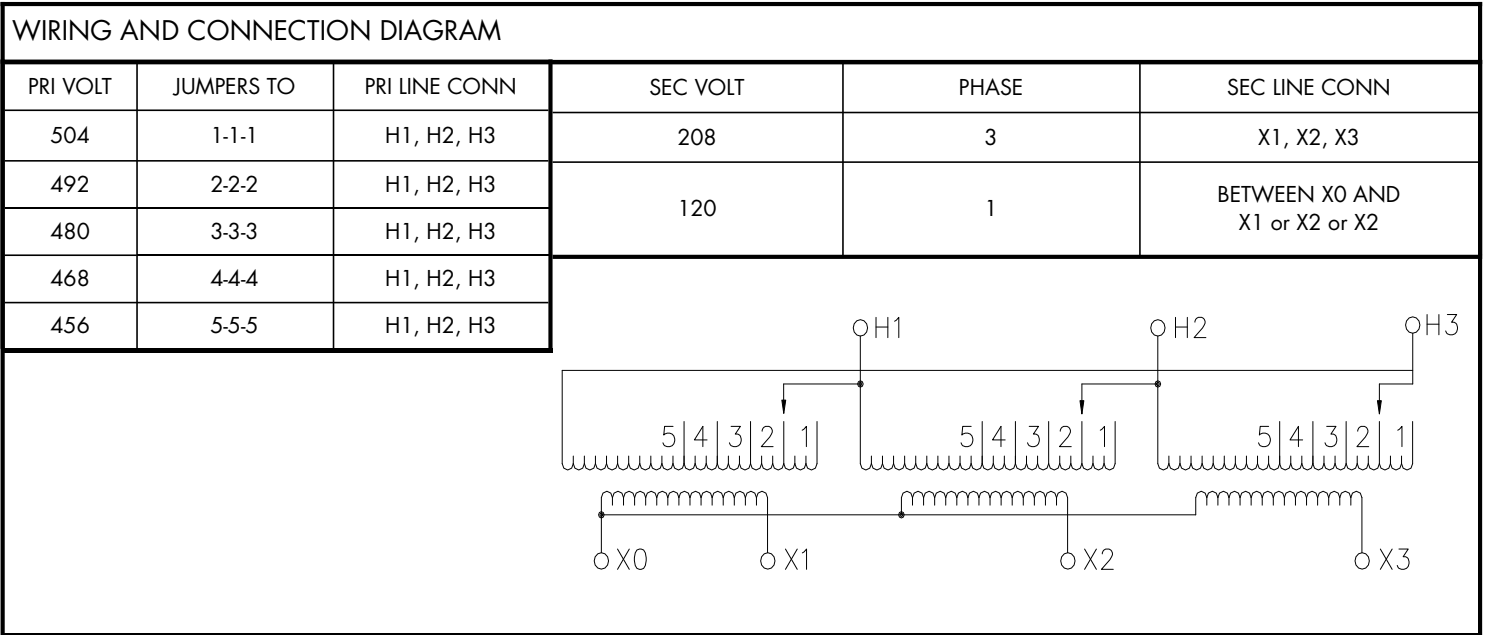 WIRING AND CONNECTION DIAGRAM
PRI VOLT JUMPERS TO PRI LINE CONN SEC VOLT PHASE SEC LINE CONN
504 1-1-1 H1, H2, H3 208 3 X1, X2, X3
492 2-2-2 H1, H2, H3 120 1 BETWEEN X0 AND
X1 or X2 or X2
480 3-3-3 H1, H2, H3
468 4-4-4 H1, H2, H3
456 5-5-5 H1, H2, H3
H1 H2 H3
5 4 3 2 1 5 4 3 2 1 5 4 3 2 1
X0 X1 X2 X3